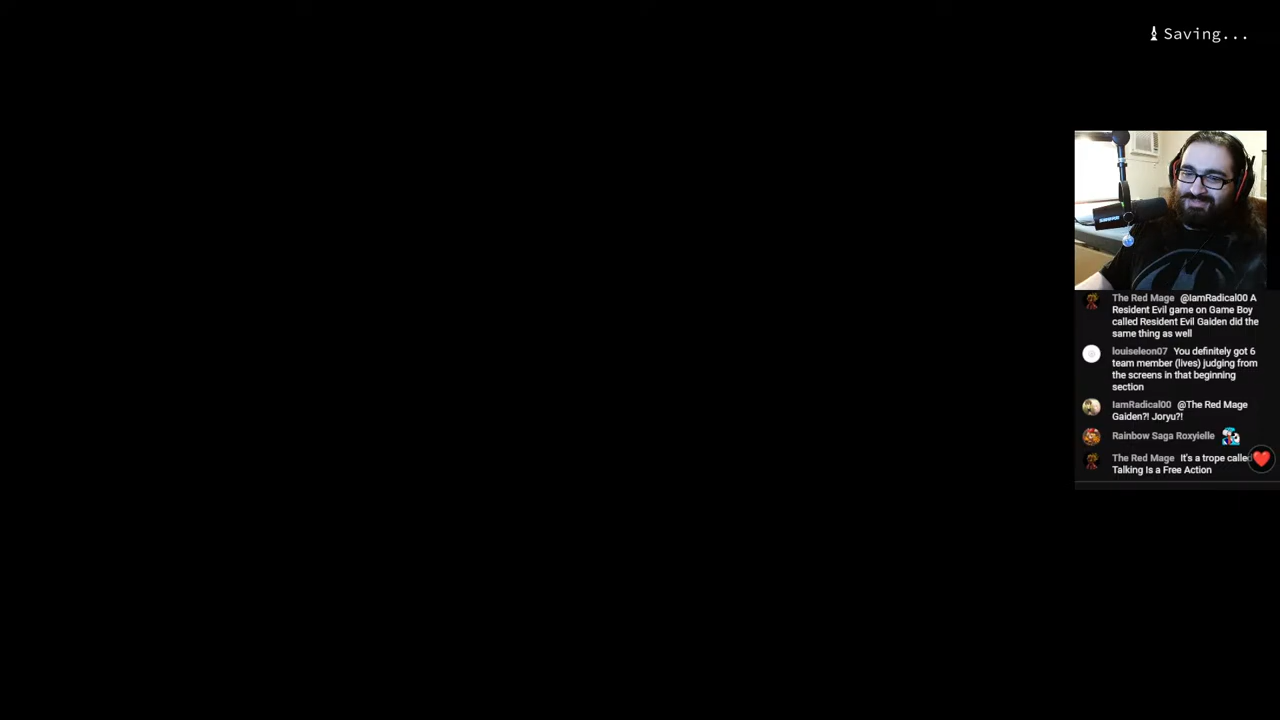 Saving...
The Red Mage @IamRadical00 A
Resident Evil game on Game Boy
called Resident Evil Gaiden did the
same thing as well
louiseleon07 You definitely got 6
team member (lives) judging from
the screens in that beginning
section
IamRadical00 @The Red Mage
Gaiden?! Joryu?!
Rainbow Saga Roxyielle
The Red Mage It's a trope called
Talking Is a Free Action